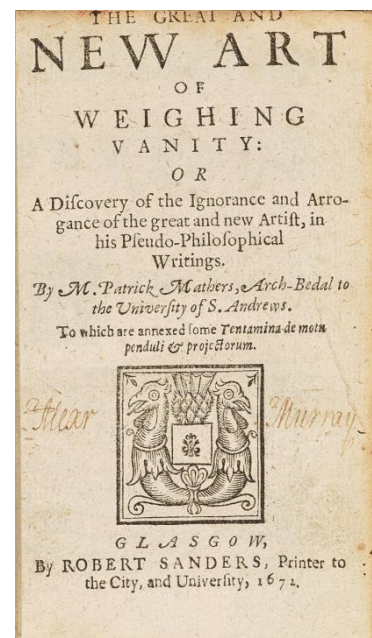 THE GREAT AND
NEW ART
OF
WEIGHING
VANITY:
OR
A Diſcovery of the Ignorance and Arro-
gance of the great and new Artiſt, in
his Pſeudo-Philoſophical
Writings.
By M. Patrick Mathers, Arch-Bedal to
the Univerſity of S. Andrews.
To which are annexed ſome Tentamina de motu
penduli & projectorum.
Alexr Murray
GLASGOW,
By ROBERT SANDERS, Printer to
the City, and Univerſity, 1672.